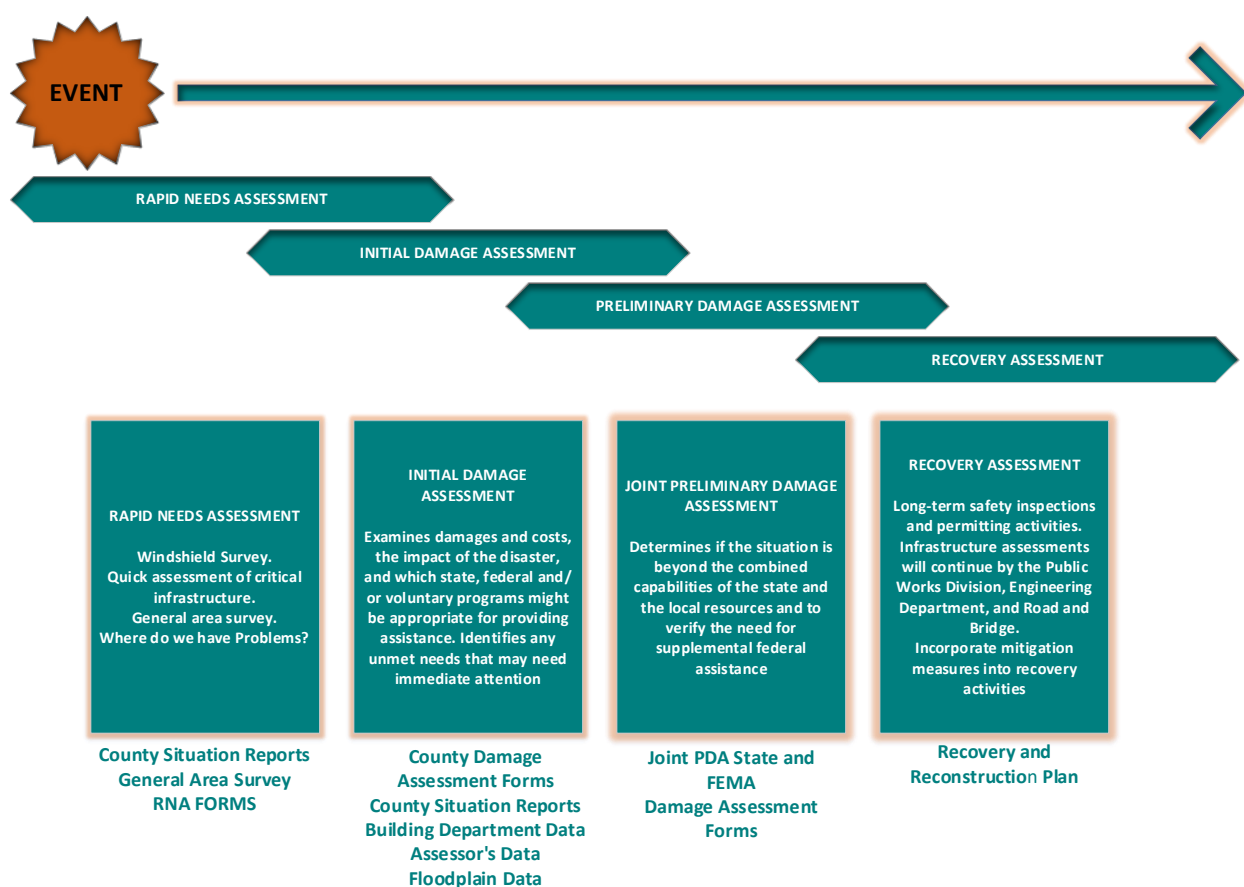 EVENT
RAPID NEEDS ASSESSMENT
INITIAL DAMAGE ASSESSMENT
PRELIMINARY DAMAGE ASSESSMENT
RECOVERY ASSESSMENT
RAPID NEEDS ASSESSMENT
Windshield Survey.
Quick assessment of critical
infrastructure.
General area survey.
Where do we have Problems?
County Situation Reports
General Area Survey
RNA FORMS
INITIAL DAMAGE
ASSESSMENT
Examines damages and costs,
the impact of the disaster,
and which state, federal and/
or voluntary programs might
be appropriate for providing
assistance. Identifies any
unmet needs that may need
immediate attention
County Damage
Assessment Forms
County Situation Reports
Building Department Data
Assessor's Data
Floodplain Data
JOINT PRELIMINARY DAMAGE
ASSESSMENT
Determines if the situation is
beyond the combined
capabilities of the state and
the local resources and to
verify the need for
supplemental federal
assistance
Joint PDA State and
FEMA
Damage Assessment
Forms
RECOVERY ASSESSMENT
Long-term safety inspections
and permitting activities.
Infrastructure assessments
will continue by the Public
Works Division, Engineering
Department, and Road and
Bridge.
Incorporate mitigation
measures into recovery
activities
Recovery and
Reconstruction Plan